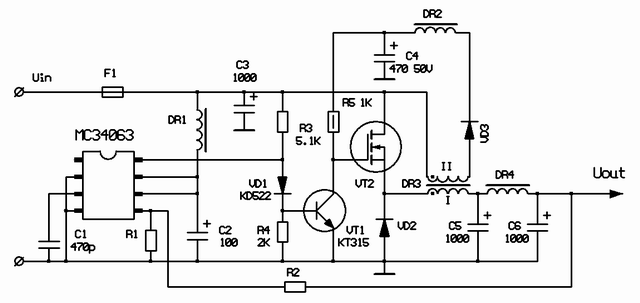 DR2
C4
470 50V
Uin
F1
C3
1000
DR1
R3
5.1K
R5 1K
MC34063
VT2
VD3
II
DR3
DR4
I
Uout
VD1
KD522
C1
470p
R1
C2
100
R4
2K
VT1
KT315
VD2
C5
1000
C6
1000
R2